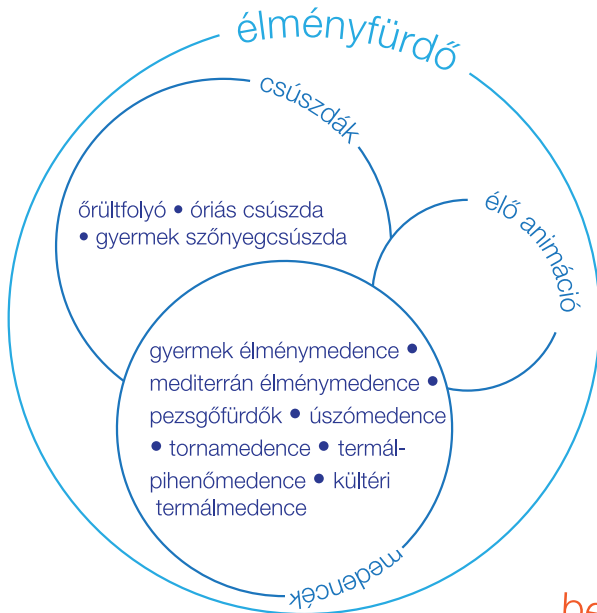 élményfürdő
csúszdák
őrültfolyó • óriás csúszda
• gyermek szőnyegcsúszda
élő animáció
gyermek élménymedence •
mediterrán élménymedence •
pezsgőfürdők • úszómedence
• tornamedence • termál-
pihenőmedence • kültéri
termálmedence
medencék